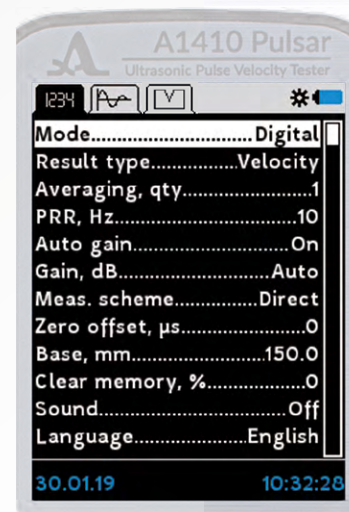 A1410 Pulsar
Ultrasonic Pulse Velocity Tester
1234 V
Mode..............................Digital
Result type................Velocity
Averaging, qty.......................1
PRR, Hz.................................10
Auto gain............................On
Gain, dB...........................Auto
Meas. scheme...............Direct
Zero offset, µs......................0
Base, mm........................150.0
Clear memory, %.................0
Sound.................................Off
Language....................English
30.01.19 10:32:28